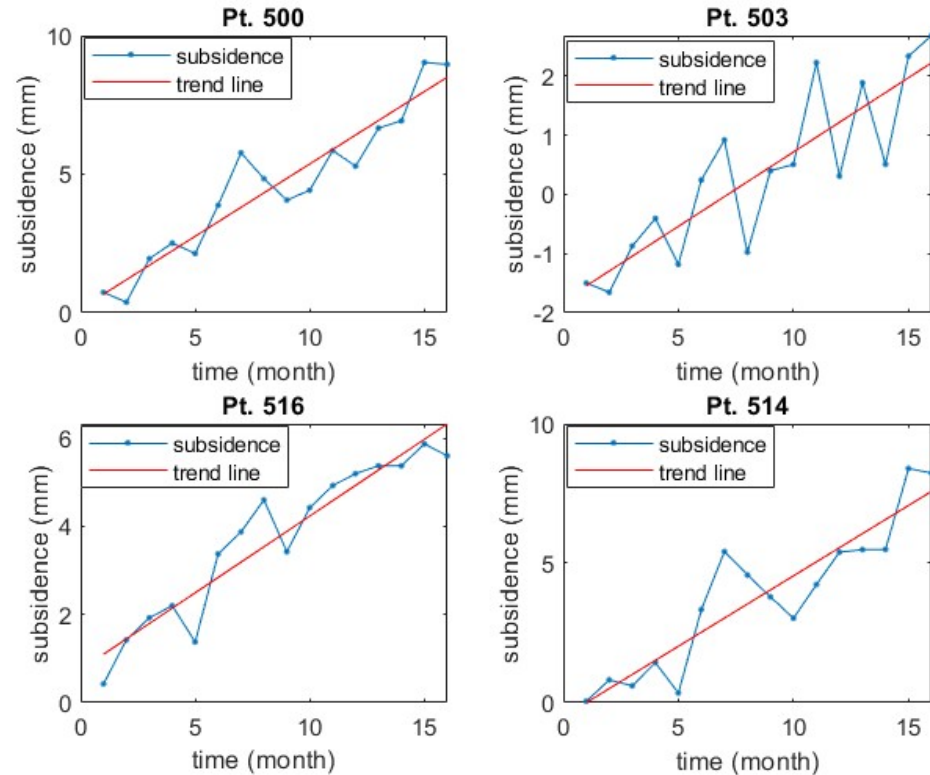 Pt. 500
10
subsidence
trend line
5
0
subsidence (mm)
0 5 10 15
time (month)
Pt. 503
subsidence
trend line
2
1
0
-1
-2
subsidence (mm)
0 5 10 15
time (month)
Pt. 516
6
subsidence
trend line
4
2
0
subsidence (mm)
0 5 10 15
time (month)
Pt. 514
10
subsidence
trend line
5
0
subsidence (mm)
0 5 10 15
time (month)